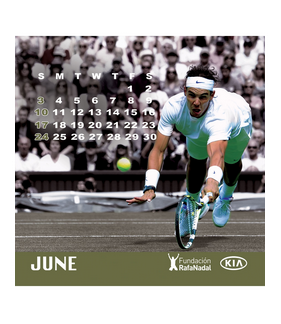 S M T W T F S
1 2
3 4 5 6 7 8 9
10 11 12 13 14 15 16
17 18 19 20 21 22 23
24 25 26 27 28 29 30
JUNE
Fundación
RafaNadal
KIA